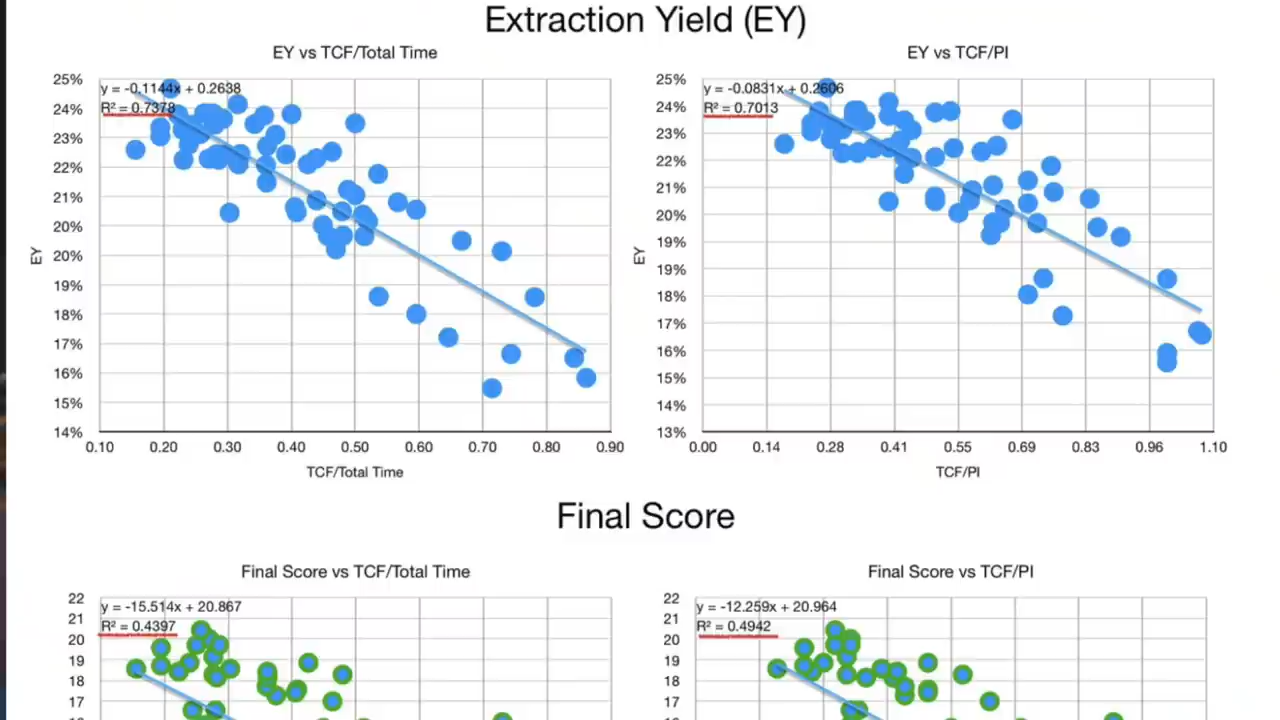 Extraction Yield (EY)
EY vs TCF/Total Time
25%
24%
23%
22%
21%
20%
20%
19%
18%
17%
16%
15%
14%
EY
y = -0.1144x + 0.2638
R² = 0.7378
0.10 0.20 0.30 0.40 0.50 0.60 0.70 0.80 0.90
TCF/Total Time
EY vs TCF/PI
25%
24%
23%
22%
21%
20%
19%
19%
18%
17%
16%
15%
14%
13%
EY
y = -0.0831x + 0.2606
R² = 0.7013
0.00 0.14 0.28 0.41 0.55 0.69 0.83 0.96 1.10
TCF/PI
Final Score
Final Score vs TCF/Total Time
22
21
20
19
18
17
y = -15.514x + 20.867
R² = 0.4397
Final Score vs TCF/PI
22
21
20
19
18
17
y = -12.259x + 20.964
R² = 0.4942